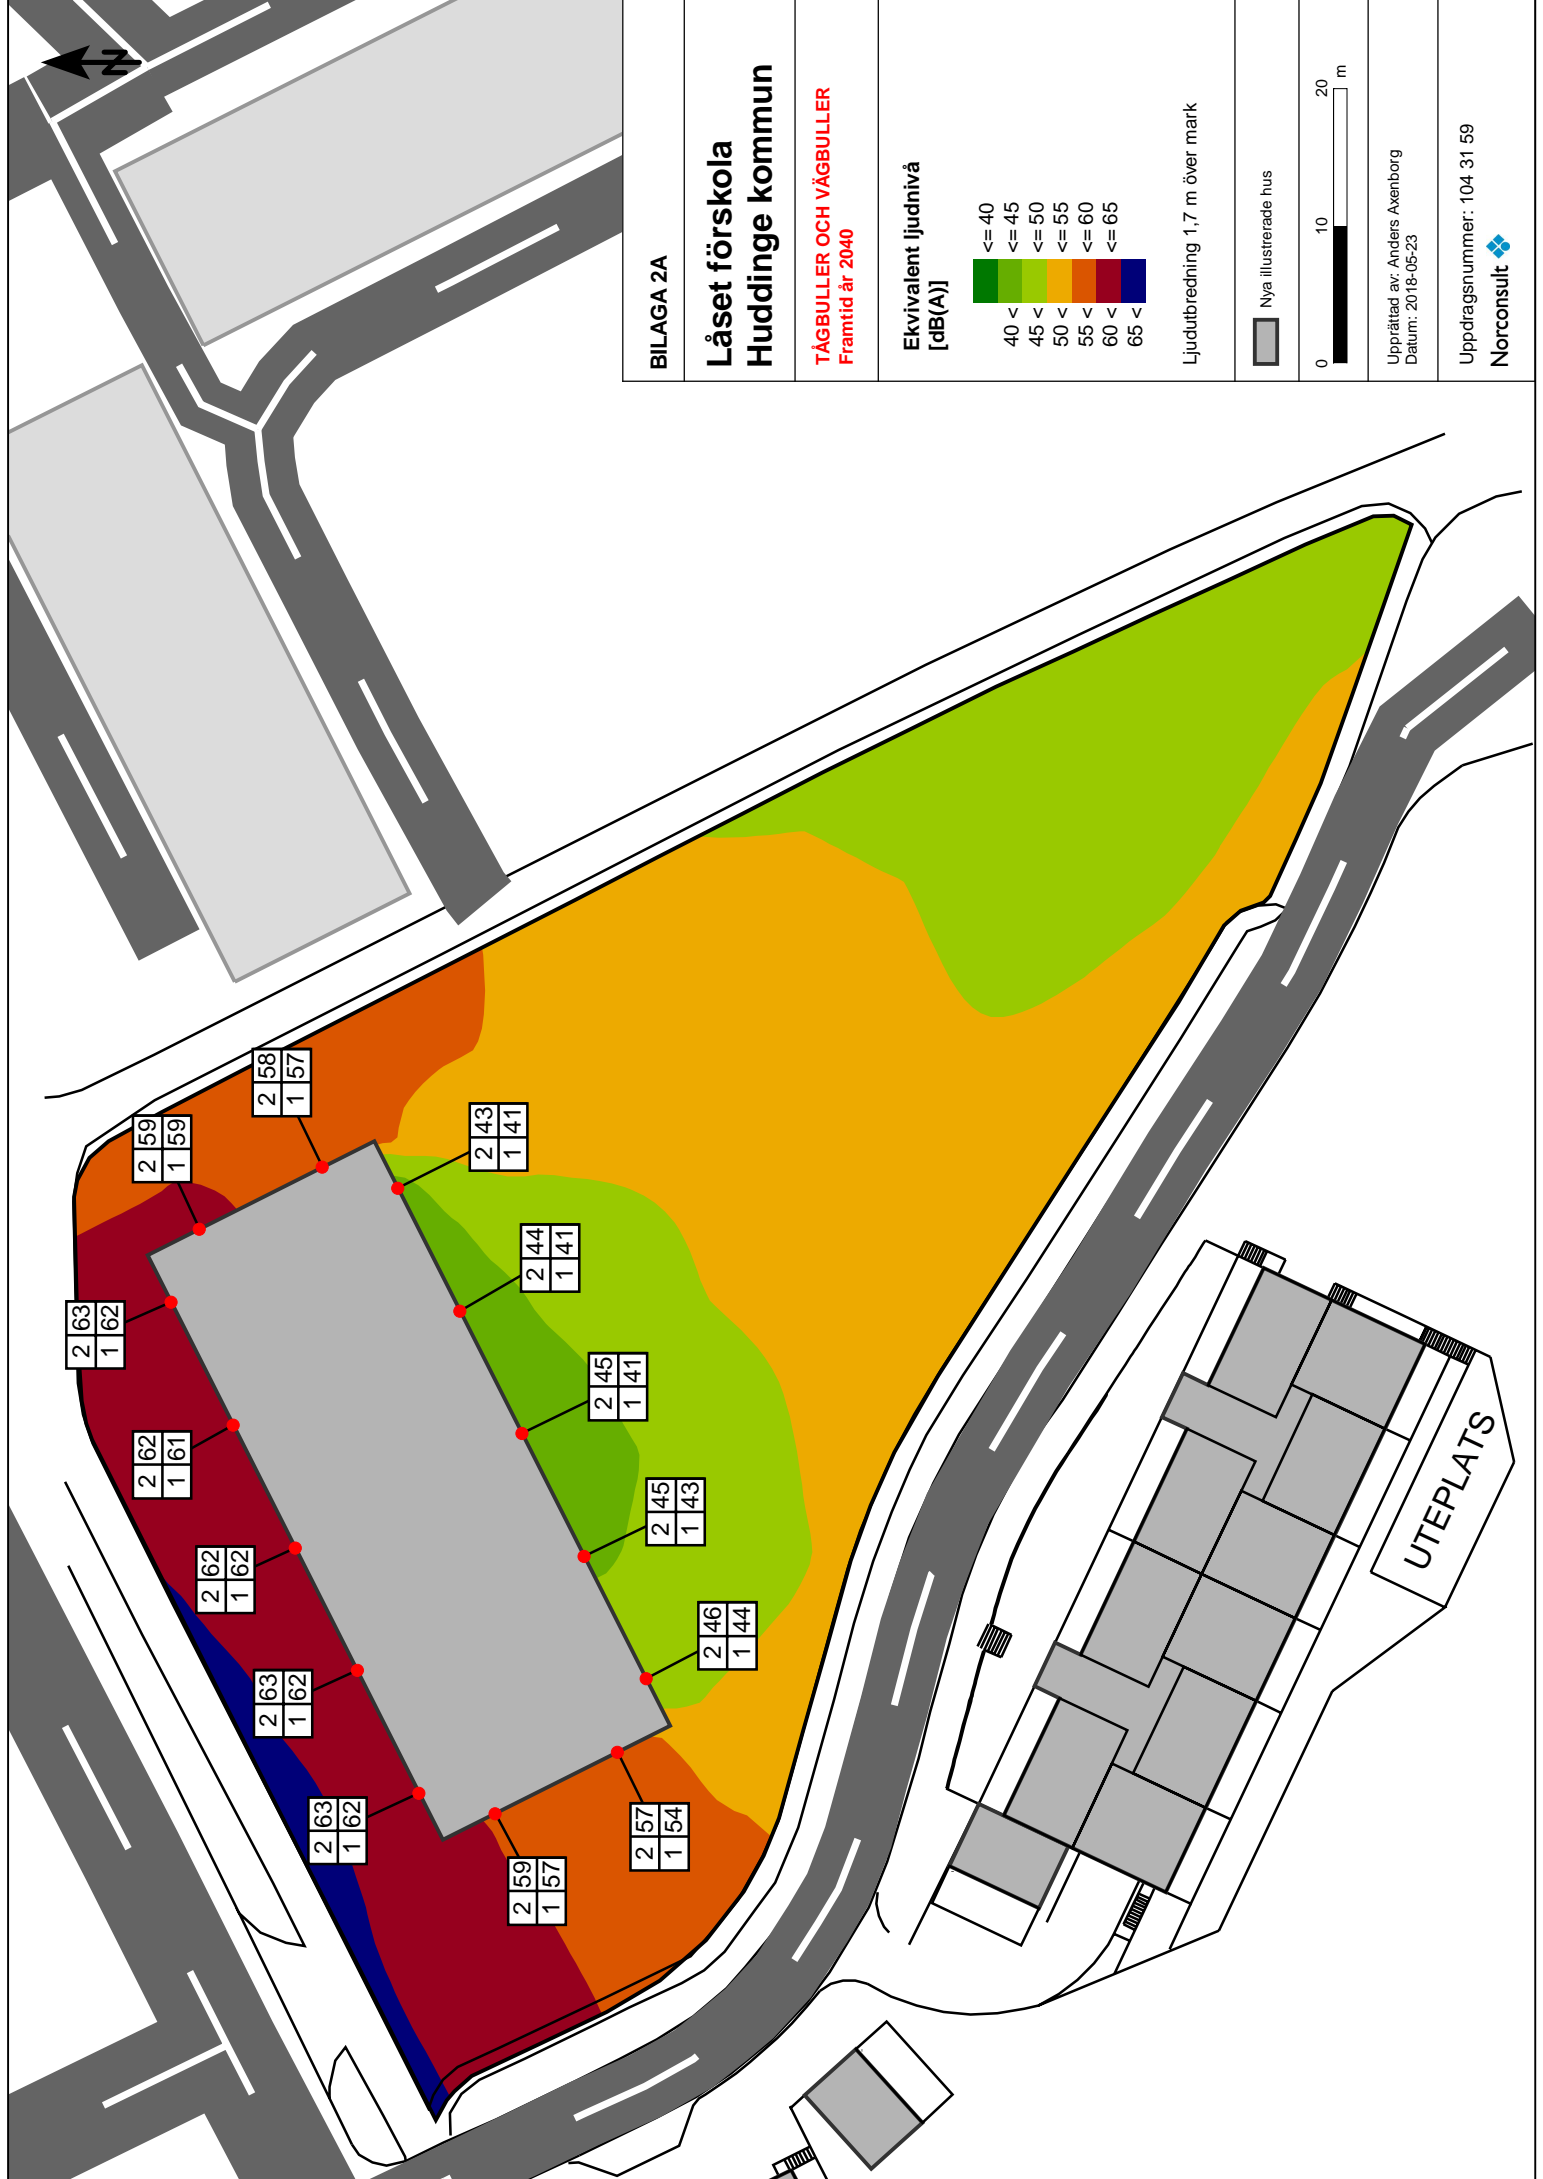 BILAGA 2A
Låset förskola
Huddinge kommun
TÅGBULLER OCH VÄGBULLER
Framtid år 2040
Ekvivalent ljudnivå
[dB(A)]
<= 40
40 < <= 45
45 < <= 50
50 < <= 55
55 < <= 60
60 < <= 65
65 <
Ljudutbredning 1,7 m över mark
Nya illustrerade hus
0 10 20
m
Upprättad av: Anders Axenborg
Datum: 2018-05-23
Uppdragsnummer: 104 31 59
Norconsult
N
2 63
1 62
2 59
1 59
2 58
1 57
2 62
1 61
2 62
1 62
2 63
1 62
2 63
1 62
2 59
1 57
2 57
1 54
2 46
1 44
2 45
1 43
2 45
1 41
2 44
1 41
2 43
1 41
UTEPLATS